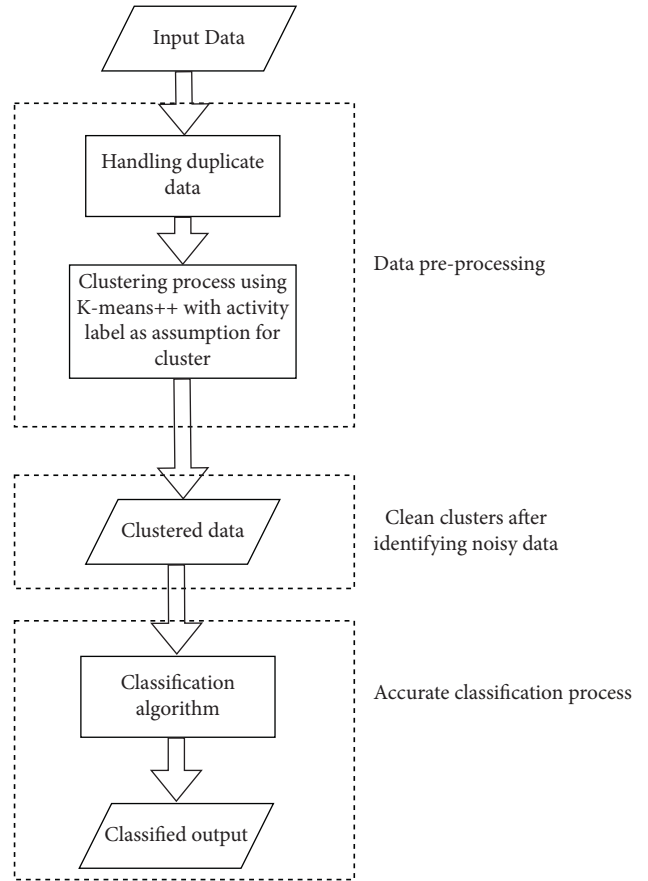 Input Data
Handling duplicate
data
Data pre-processing
Clustering process using
K-means++ with activity
label as assumption for
cluster
Clustered data
Clean clusters after
identifying noisy data
Classification
algorithm
Accurate classification process
Classified output